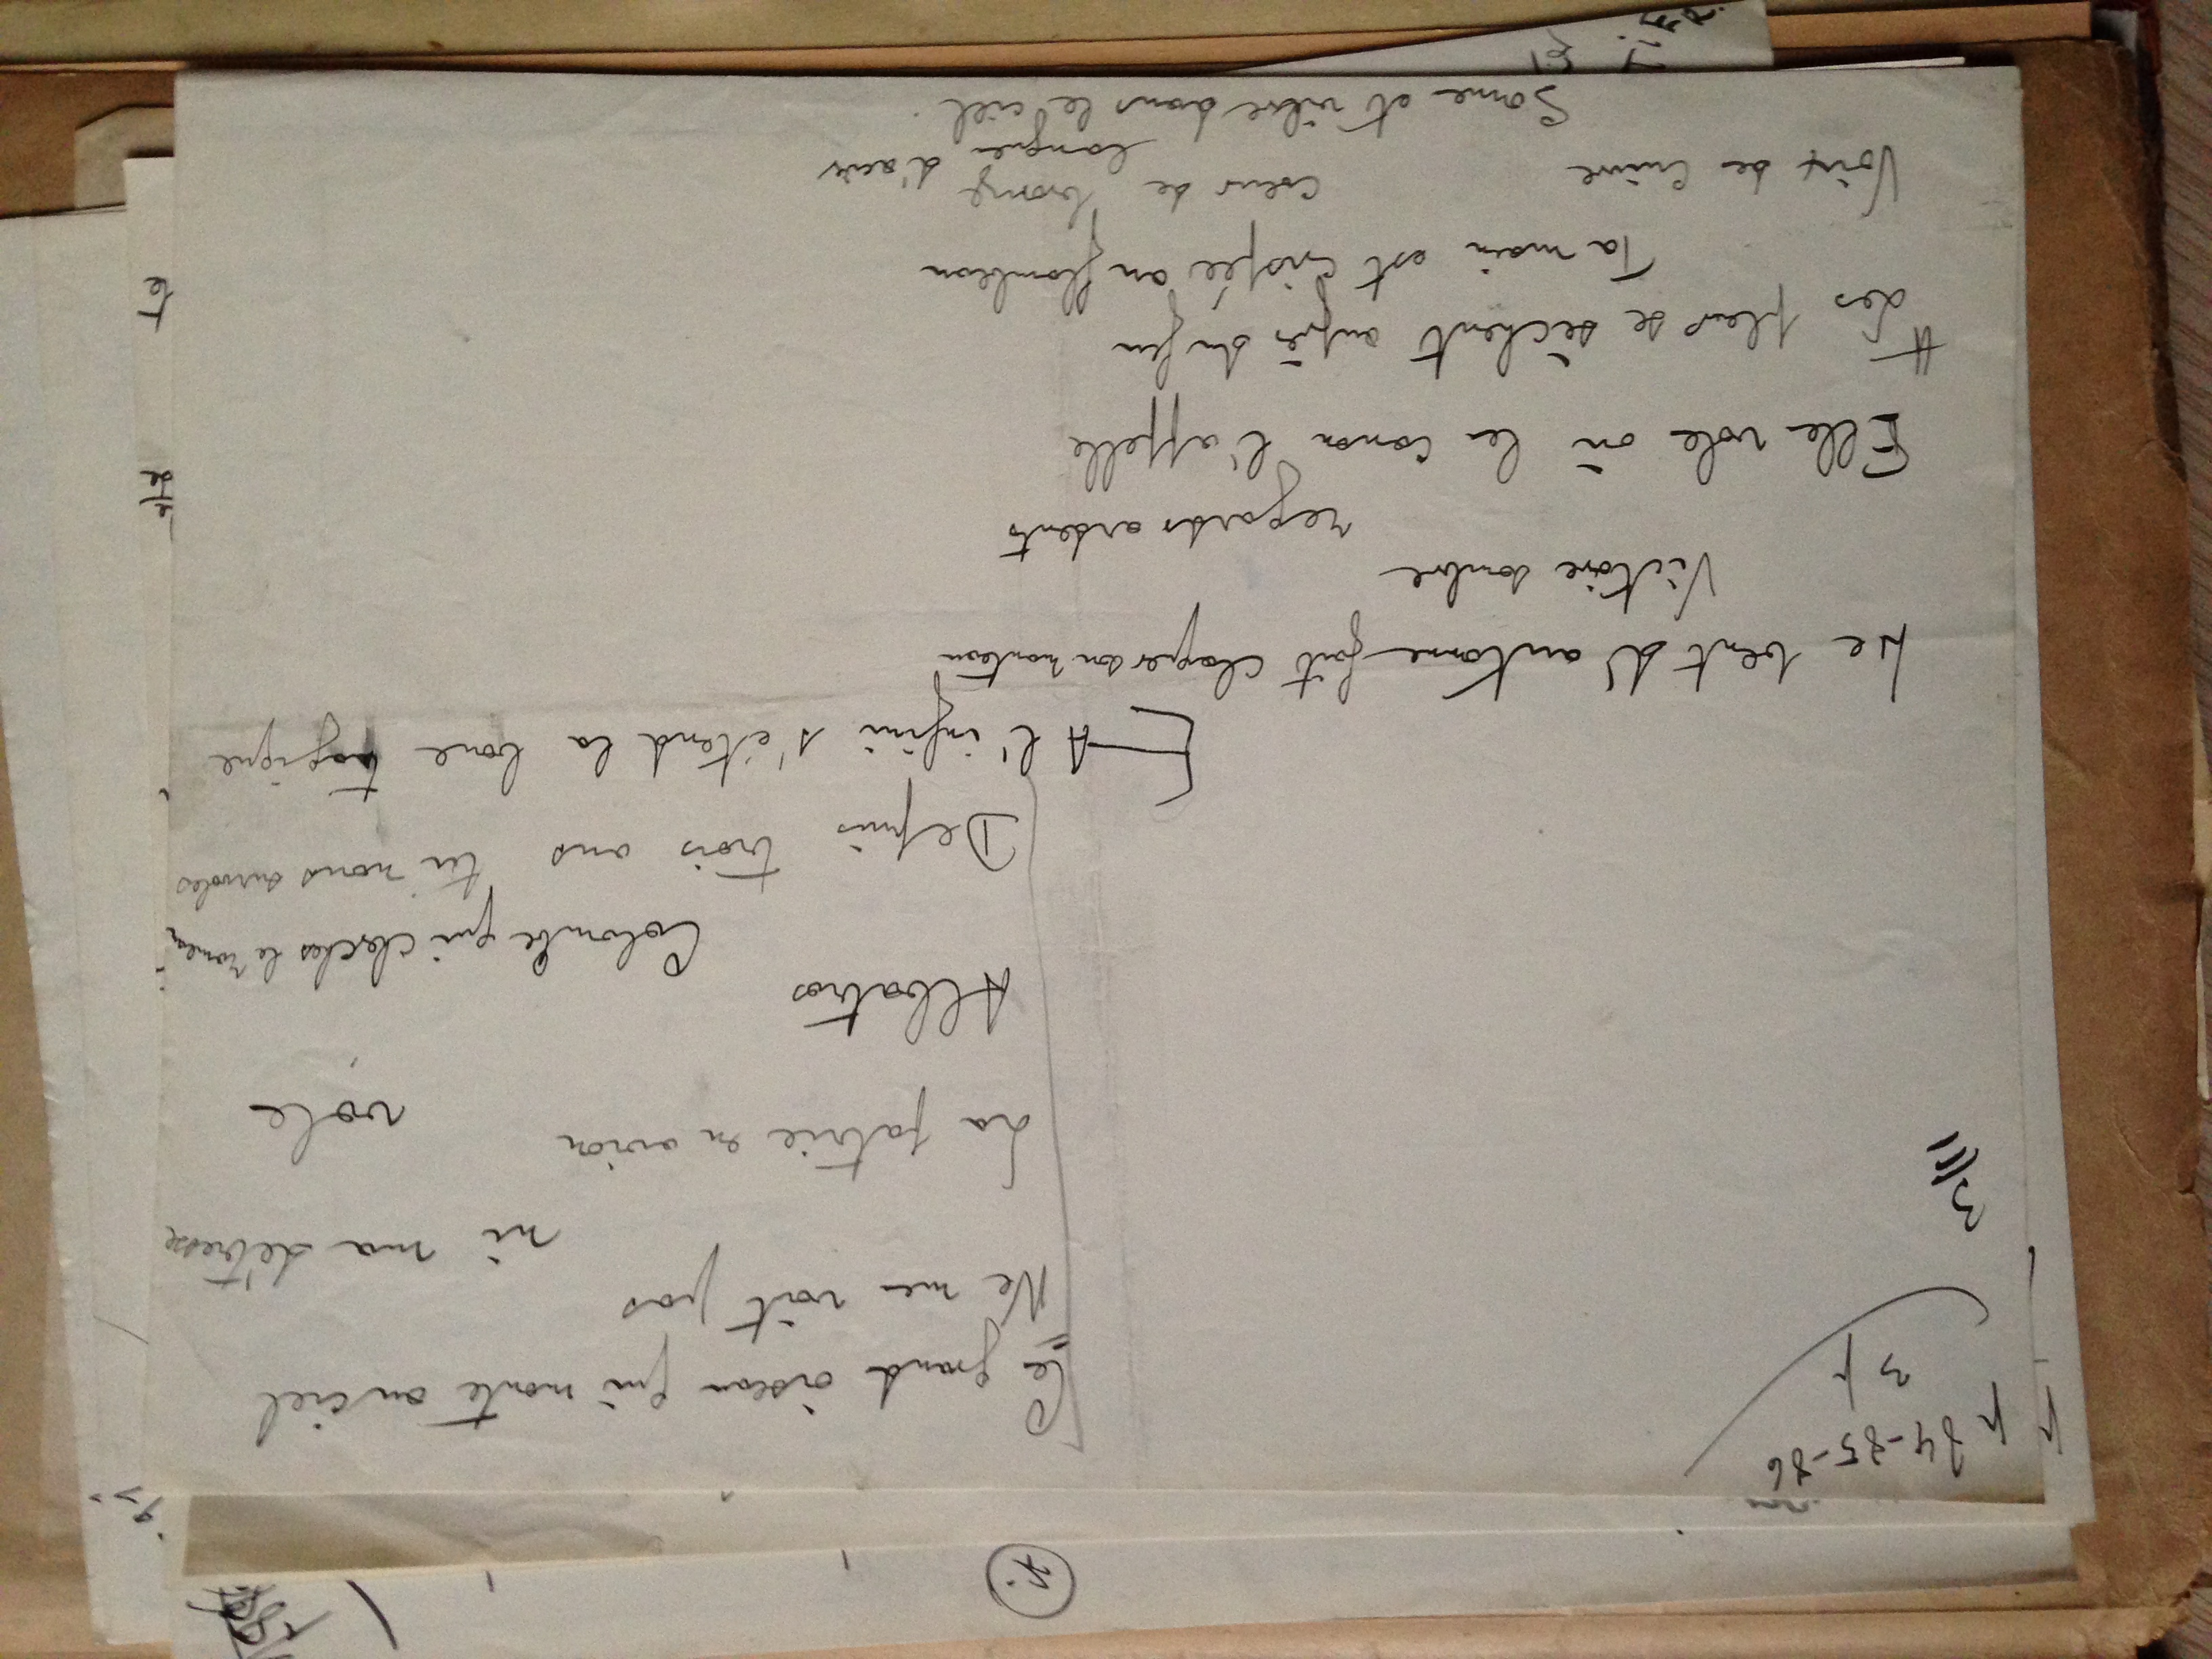 p 84-85-86
3 p
3
Ce grand oiseau qui monte au ciel
Ne me voit pas
ni ma détresse
La patrie en avion
vole
Albatros
Colombe qui cherches le rameau
Depuis trois ans tu nous survoles
A l'infini s'étend la boue tragique
Le vent d'automne fait claquer son manteau
Victoire sombre
regards ardents
Elle vole où le canon l'appelle
Les pleurs se sèchent auprès du feu
Ta main est crispée au flambeau
Voix de cuivre
coeur de bronze
langue d'acier
Sonne et vibre dans le ciel.
e
de
te